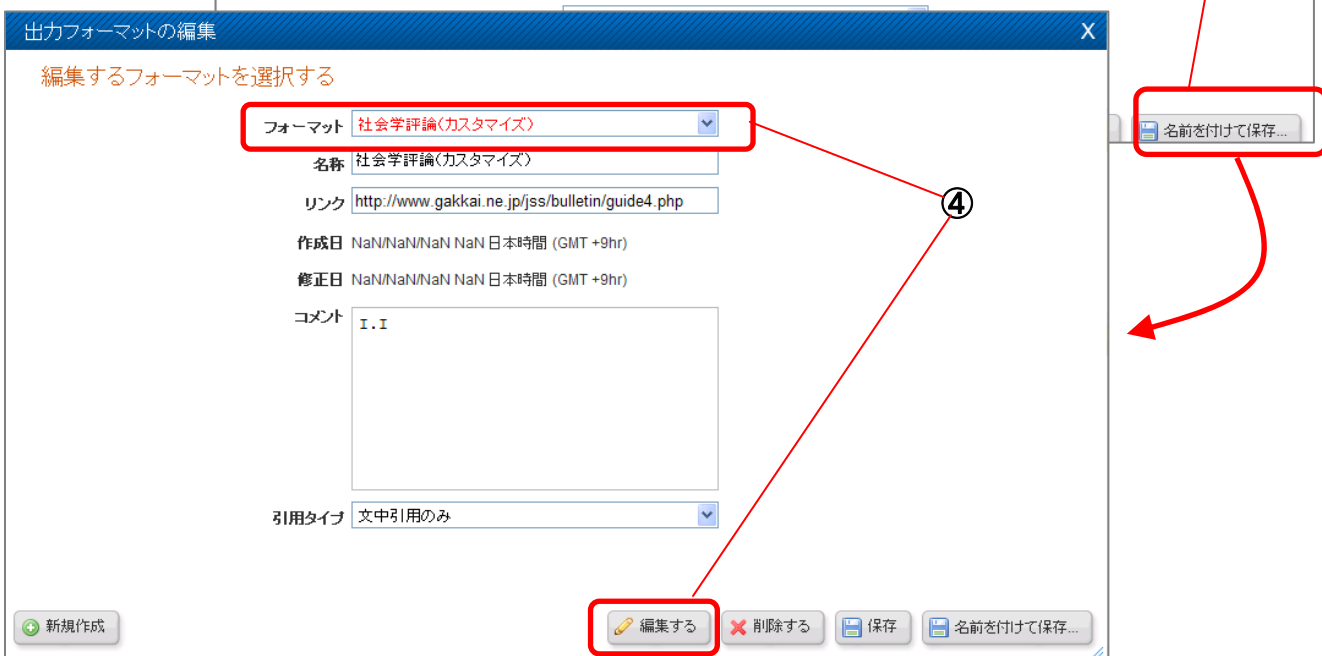 出力フォーマットの編集 X
編集するフォーマットを選択する
フォーマット 社会学評論(カスタマイズ)
名前を付けて保存...
名称 社会学評論(カスタマイズ)
リンク http://www.gakkai.ne.jp/jss/bulletin/guide4.php
④
作成日 NaN/NaN/NaN NaN 日本時間 (GMT +9hr)
修正日 NaN/NaN/NaN NaN 日本時間 (GMT +9hr)
コメント I.I
引用タイプ 文中引用のみ
新規作成 編集する 削除する 保存 名前を付けて保存...